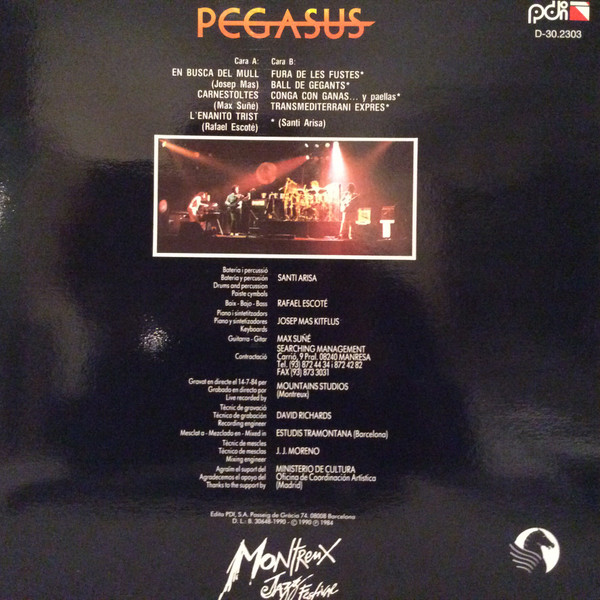 PEGASUS
pdi
D-30.2303
Cara A:
EN BUSCA DEL MULL
(Josep Mas)
CARNESTOLTES
(Max Suñé)
L'ENANITO TRIST
(Rafael Escoté)
Cara B:
FURA DE LES FUSTES*
BALL DE GEGANTS*
CONGA CON GANAS... y paellas*
TRANSMEDITERRANI EXPRES*
* (Santi Arisa)
Bateria i percussió
Batería y percusión
Drums and percussion
Paiste cymbals
SANTI ARISA
Baix - Bajo - Bass
RAFAEL ESCOTÉ
Piano i sintetitzadors
Piano y sintetizadores
Keyboards
JOSEP MAS KITFLUS
Guitarra - Gitar
MAX SUÑÉ
Contractació
SEARCHING MANAGEMENT
Carrió, 9 Pral. 08240 MANRESA
Tel. (93) 872 44 34 i 872 42 82
FAX (93) 873 3031
Gravat en directe el 14-7-84 per
Grabado en directo por
Live recorded by
MOUNTAINS STUDIOS
(Montreux)
Tècnic de gravació
Técnico de grabación
Recording engineer
DAVID RICHARDS
Mesclat a - Mezclado en - Mixed in
ESTUDIS TRAMONTANA (Barcelona)
Tècnic de mescles
Técnico de mezclas
Mixing engineer
J. J. MORENO
Agraïm el suport del
Agradecemos el apoyo del
Thanks to the support by
MINISTERIO DE CULTURA
Oficina de Coordinación Artística
(Madrid)
Edita PDI, S.A. Passeig de Gràcia 74. 08008 Barcelona
D. L.: B. 30648-1990 - © 1990 ℗ 1984
Montreux
Jazz
Festival